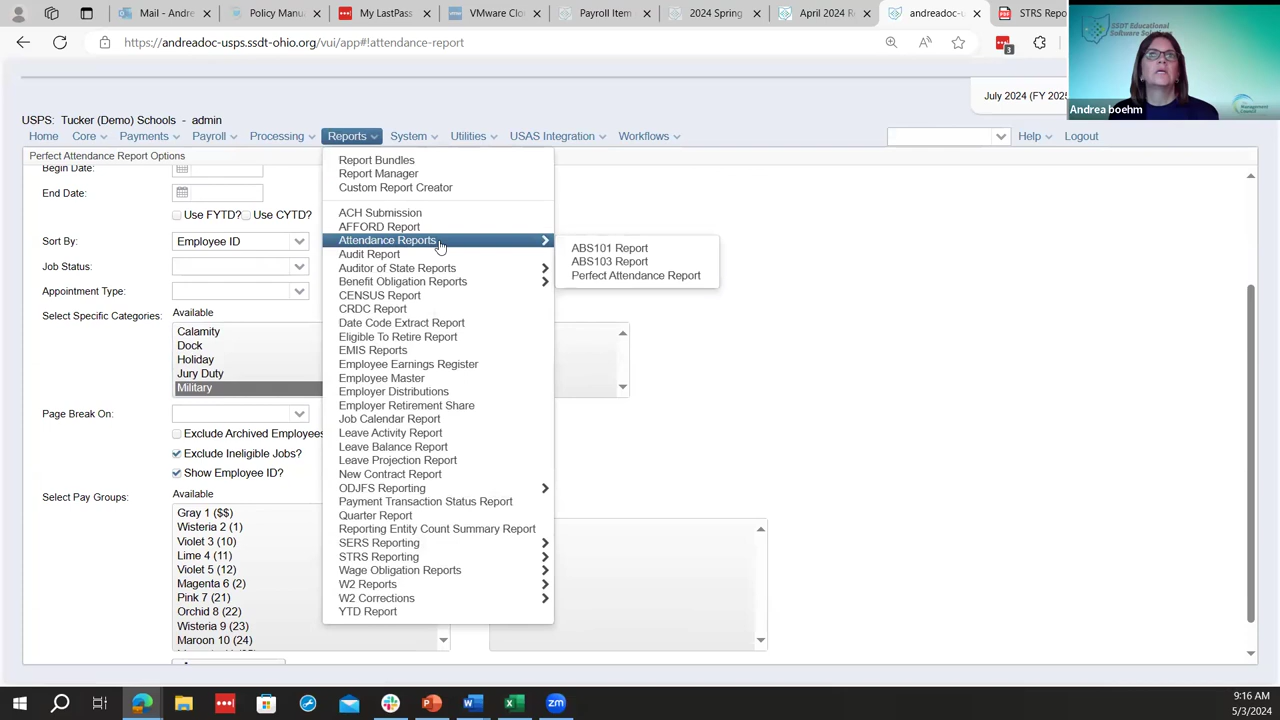 Mail - Andre
Policy Man
My LastPas
VMware Clo
Payroll Item
2024 Spring
April 2024 R
andreadoc-us
STRS Repo
https://andreadoc-usps.ssdt-ohio.org/vui/app#!attendance-report
3
SSDT Educational
Software Solutions
Management
Council
Andrea boehm
July 2024 (FY 2025
USPS: Tucker (Demo) Schools - admin
Home Core Payments Payroll Processing Reports System Utilities USAS Integration Workflows Help Logout
Perfect Attendance Report Options
Begin Date:
End Date:
Use FYTD? Use CYTD?
Sort By: Employee ID
Job Status:
Appointment Type:
Select Specific Categories: Available
Calamity
Dock
Holiday
Jury Duty
Military
Page Break On:
Exclude Archived Employees
Exclude Ineligible Jobs?
Show Employee ID?
Select Pay Groups: Available
Gray 1 ($$)
Wisteria 2 (1)
Violet 3 (10)
Lime 4 (11)
Violet 5 (12)
Magenta 6 (2)
Pink 7 (21)
Orchid 8 (22)
Wisteria 9 (23)
Maroon 10 (24)
Report Bundles
Report Manager
Custom Report Creator
ACH Submission
AFFORD Report
Attendance Reports
Audit Report
Auditor of State Reports
Benefit Obligation Reports
CENSUS Report
CRDC Report
Date Code Extract Report
Eligible To Retire Report
EMIS Reports
Employee Earnings Register
Employee Master
Employer Distributions
Employer Retirement Share
Job Calendar Report
Leave Activity Report
Leave Balance Report
Leave Projection Report
New Contract Report
ODJFS Reporting
Payment Transaction Status Report
Quarter Report
Reporting Entity Count Summary Report
SERS Reporting
STRS Reporting
Wage Obligation Reports
W2 Reports
W2 Corrections
YTD Report
ABS101 Report
ABS103 Report
Perfect Attendance Report
9:16 AM
5/3/2024